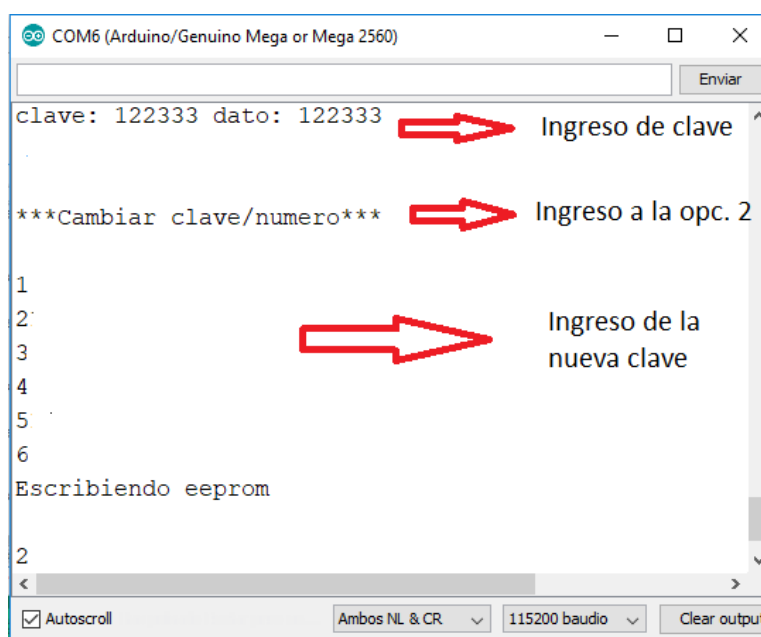 COM6 (Arduino/Genuino Mega or Mega 2560)
Enviar
clave: 122333 dato: 122333
Ingreso de clave
***Cambiar clave/numero***
Ingreso a la opc. 2
1
2
3
4
5
6
Ingreso de la
nueva clave
Escribiendo eeprom
2
Autoscroll
Ambos NL & CR
115200 baudio
Clear output